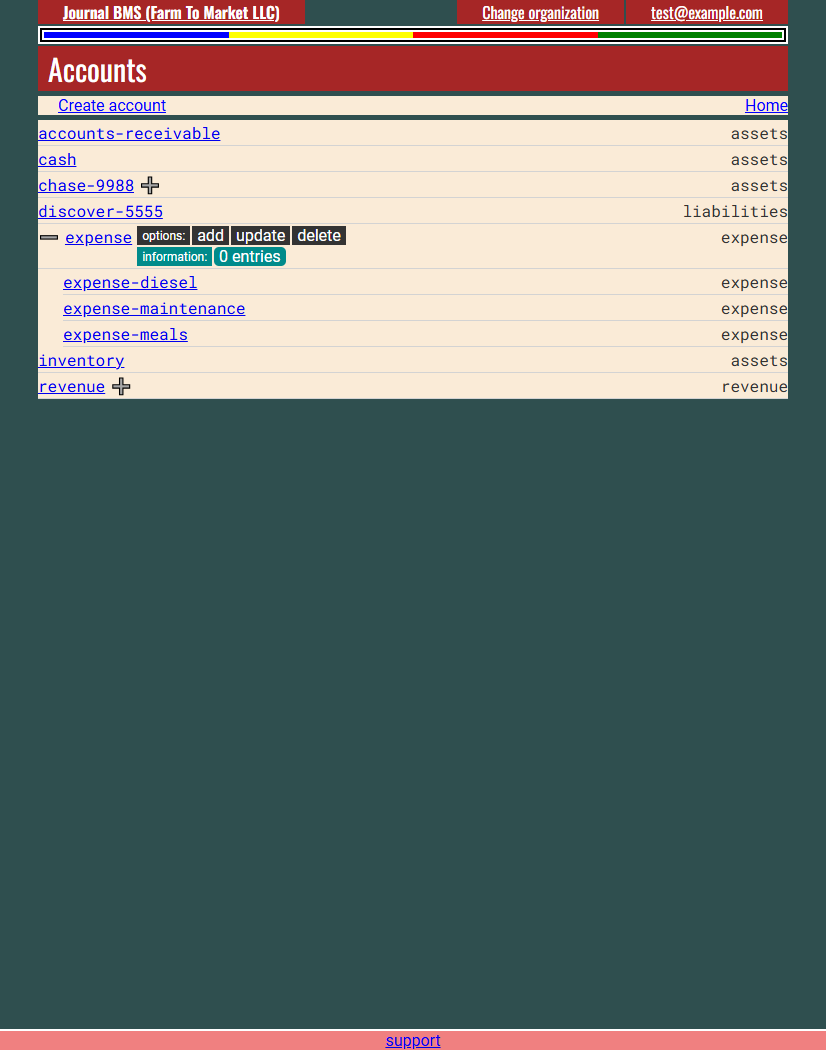 Journal BMS (Farm To Market LLC) Change organization test@example.com
Accounts
Create account Home
accounts-receivable assets
cash assets
chase-9988 assets
discover-5555 liabilities
expense options: add update delete expense
information: 0 entries
expense-diesel expense
expense-maintenance expense
expense-meals expense
inventory assets
revenue revenue
support